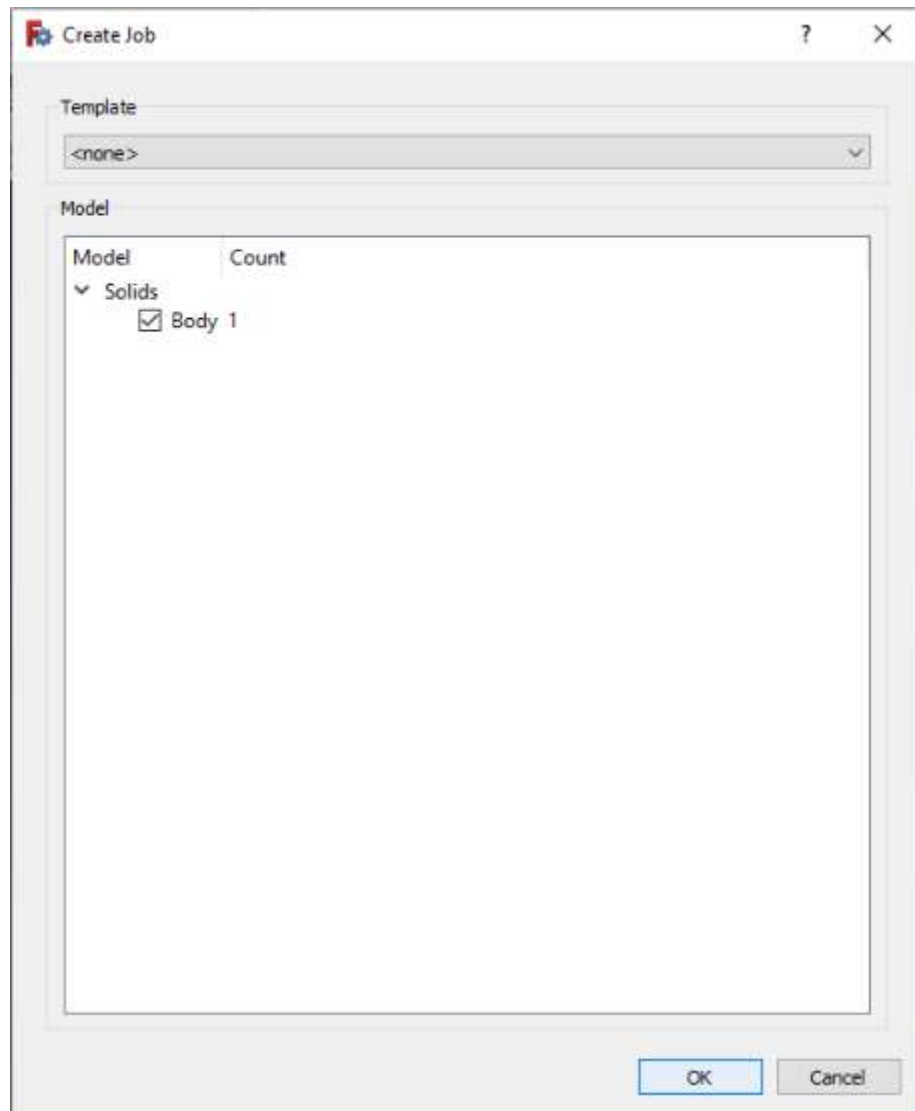 Create Job
?
Template
<none>
Model
Model Count
Solids
Body 1
OK Cancel